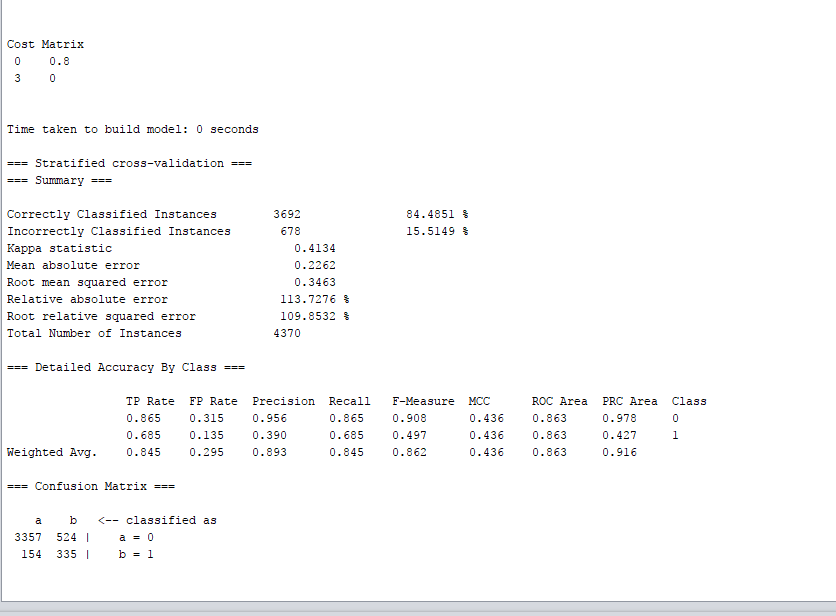 Cost Matrix
0 0.8
3 0
Time taken to build model: 0 seconds
=== Stratified cross-validation ===
=== Summary ===
Correctly Classified Instances 3692 84.4851 %
Incorrectly Classified Instances 678 15.5149 %
Kappa statistic 0.4134
Mean absolute error 0.2262
Root mean squared error 0.3463
Relative absolute error 113.7276 %
Root relative squared error 109.8532 %
Total Number of Instances 4370
=== Detailed Accuracy By Class ===
TP Rate FP Rate Precision Recall F-Measure MCC ROC Area PRC Area Class
0.865 0.315 0.956 0.865 0.908 0.436 0.863 0.978 0
0.685 0.135 0.390 0.685 0.497 0.436 0.863 0.427 1
Weighted Avg. 0.845 0.295 0.893 0.845 0.862 0.436 0.863 0.916
=== Confusion Matrix ===
a b <-- classified as
3357 524 | a = 0
154 335 | b = 1